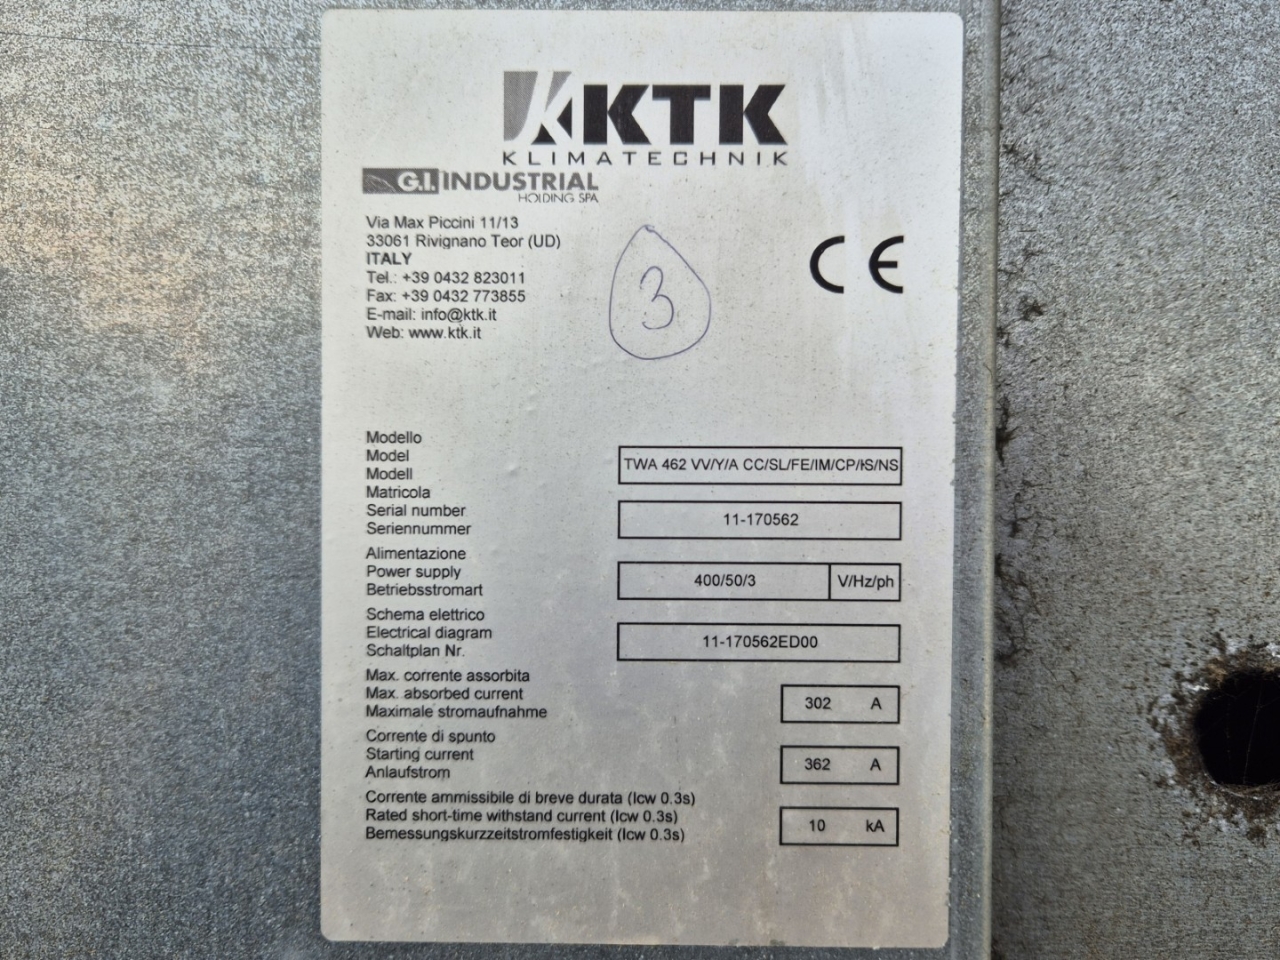 KTK
KLIMATECHNIK
G.I. INDUSTRIAL
HOLDING SPA
Via Max Piccini 11/13
33061 Rivignano Teor (UD)
ITALY
Tel.: +39 0432 823011
Fax: +39 0432 773855
E-mail: info@ktk.it
Web: www.ktk.it
3
CE
Modello
Model
Modell
TWA 462 VV/Y/A CC/SL/FE/IM/CP/IS/NS
Matricola
Serial number
Seriennummer
11-170562
Alimentazione
Power supply
Betriebsstromart
400/50/3 V/Hz/ph
Schema elettrico
Electrical diagram
Schaltplan Nr.
11-170562ED00
Max. corrente assorbita
Max. absorbed current
Maximale stromaufnahme
302 A
Corrente di spunto
Starting current
Anlaufstrom
362 A
Corrente ammissibile di breve durata (Icw 0.3s)
Rated short-time withstand current (Icw 0.3s)
Bemessungskurzzeitstromfestigkeit (Icw 0.3s)
10 kA